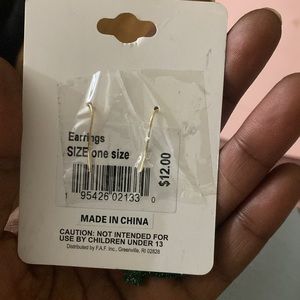 Earrings
SIZE one size
$12.00
95426 02133
MADE IN CHINA
CAUTION: NOT INTENDED FOR
USE BY CHILDREN UNDER 13
Distributed by F.A.F. Inc., Greenville, RI 02828